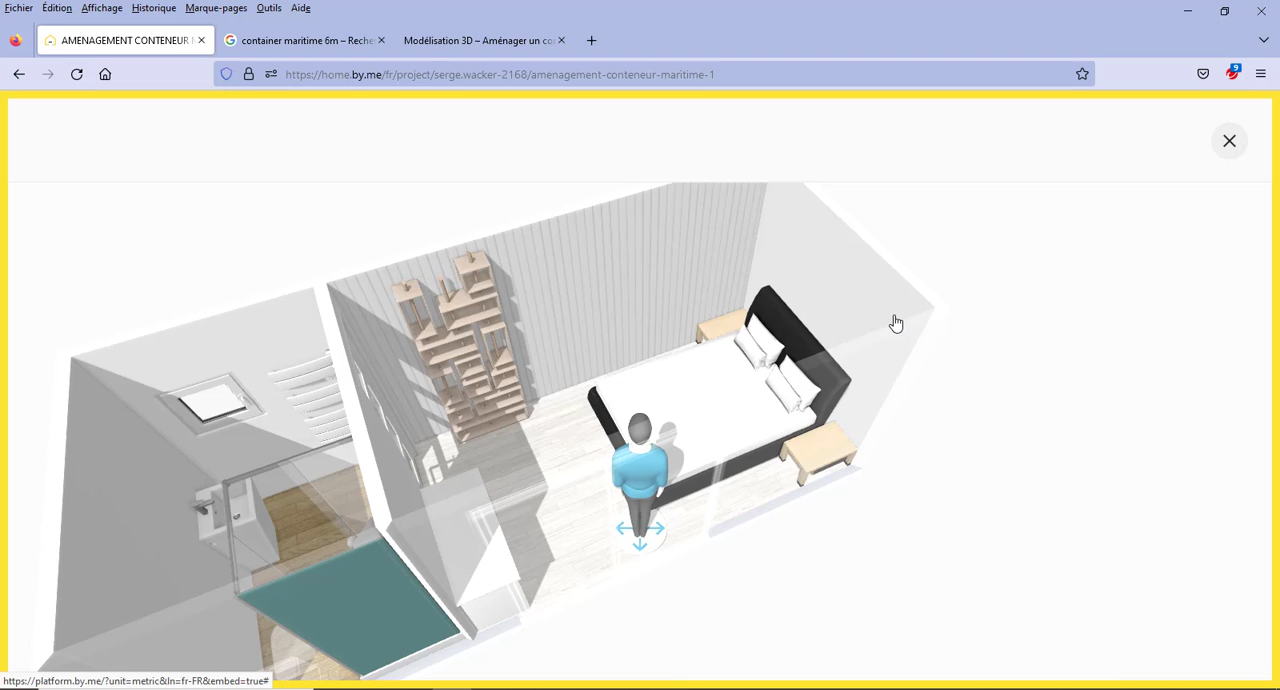 Fichier Édition Affichage Historique Marque-pages Outils Aide
AMENAGEMENT CONTENEUR
container maritime 6m – Reche
Modélisation 3D – Aménager un co
https://home.by.me/fr/project/serge.wacker-2168/amenagement-conteneur-maritime-1
9
https://platform.by.me/?unit=metric&ln=fr-FR&embed=true#